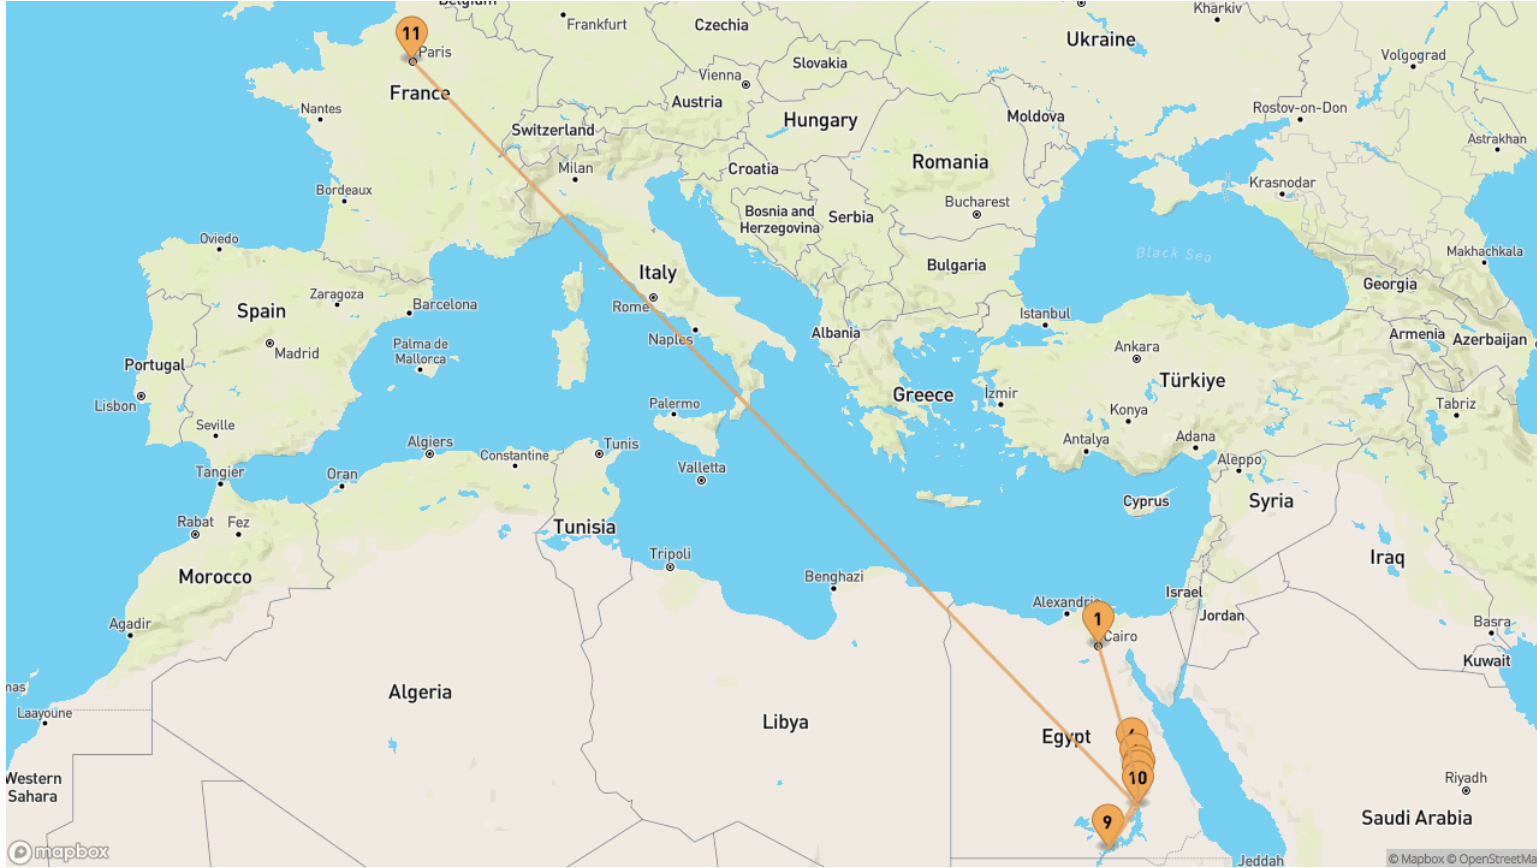 Belgium
Kharkiv
11
Frankfurt
Czechia
Ukraine
Paris
Volgograd
Slovakia
Vienna
France
Austria
Nantes
Hungary
Moldova
Rostov-on-Don
Switzerland
Astrakhan
Milan
Croatia
Romania
Krasnodar
Bordeaux
Bucharest
Bosnia and
Herzegovina
Serbia
Oviedo
Black Sea
Makhachkala
Italy
Bulgaria
Georgia
Zaragoza
Barcelona
Rome
Spain
Istanbul
Albania
Armenia
Azerbaijan
Naples
Palma de
Mallorca
Madrid
Ankara
Portugal
Türkiye
Greece
İzmir
Lisbon
Palermo
Konya
Tabriz
Seville
Algiers
Tunis
Antalya
Adana
Constantine
Aleppo
Tangier
Oran
Valletta
Cyprus
Syria
Rabat
Fez
Tunisia
Tripoli
Iraq
Morocco
Benghazi
Israel
Alexandria
Jordan
1
Agadir
Cairo
Basra
Kuwait
Algeria
Laayoune
Libya
Egypt
Western
Sahara
10
Riyadh
9
Saudi Arabia
mapbox
Jeddah
© Mapbox © OpenStreetMap